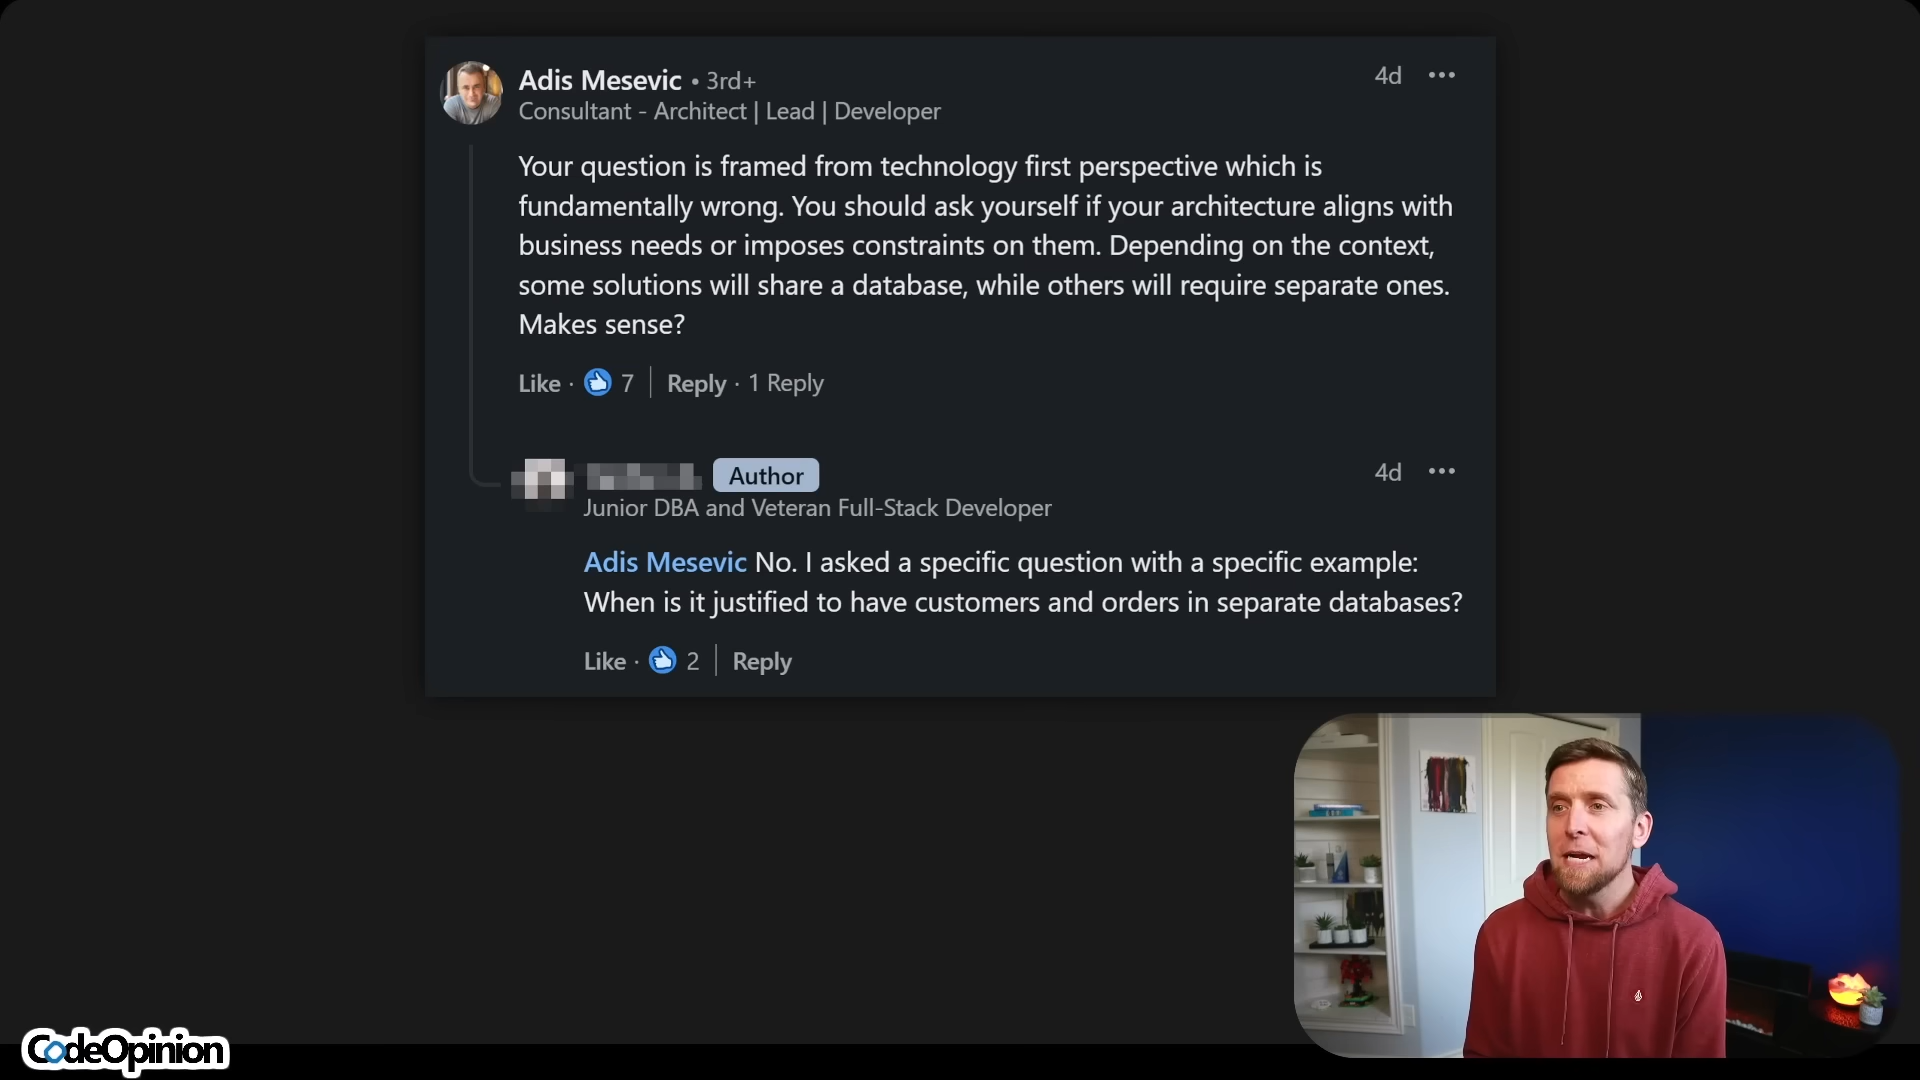 Adis Mesevic • 3rd+
4d
Consultant - Architect | Lead | Developer
Your question is framed from technology first perspective which is
fundamentally wrong. You should ask yourself if your architecture aligns with
business needs or imposes constraints on them. Depending on the context,
some solutions will share a database, while others will require separate ones.
Makes sense?
Like · 7 | Reply · 1 Reply
Author
4d
Junior DBA and Veteran Full-Stack Developer
Adis Mesevic No. I asked a specific question with a specific example:
When is it justified to have customers and orders in separate databases?
Like · 2 | Reply
CodeOpinion